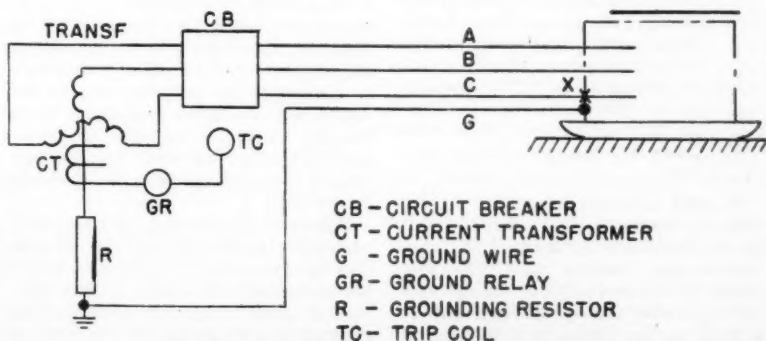 TRANSF
CB
A
B
C
X
G
CT
TC
GR
R
CB - CIRCUIT BREAKER
CT - CURRENT TRANSFORMER
G - GROUND WIRE
GR - GROUND RELAY
R - GROUNDING RESISTOR
TC - TRIP COIL